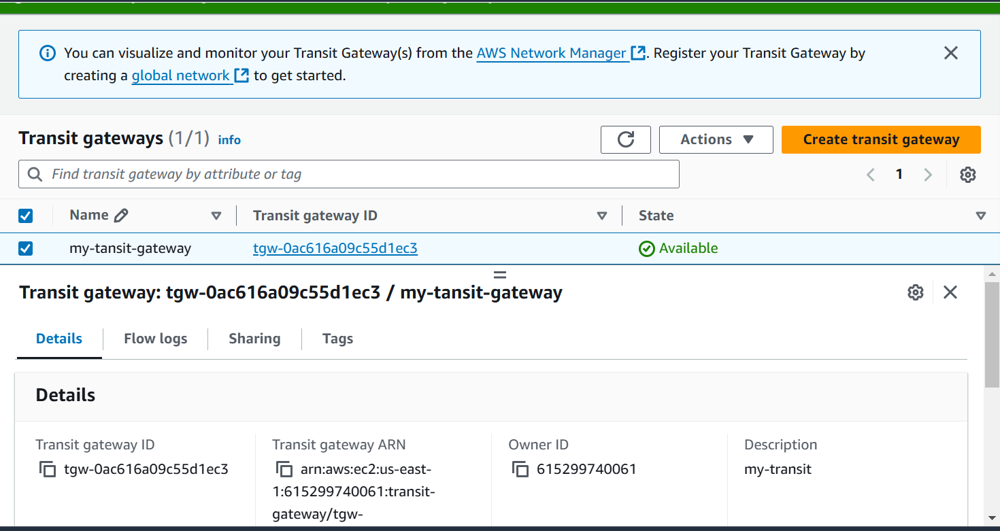 You can visualize and monitor your Transit Gateway(s) from the AWS Network Manager. Register your Transit Gateway by
creating a global network to get started.
Transit gateways (1/1) info
Actions
Create transit gateway
Find transit gateway by attribute or tag
1
Name Transit gateway ID State
my-tansit-gateway tgw-0ac616a09c55d1ec3 Available
Transit gateway: tgw-0ac616a09c55d1ec3 / my-tansit-gateway
Details Flow logs Sharing Tags
Details
Transit gateway ID
tgw-0ac616a09c55d1ec3
Transit gateway ARN
arn:aws:ec2:us-east-
1:615299740061:transit-
gateway/tgw-
Owner ID
615299740061
Description
my-transit